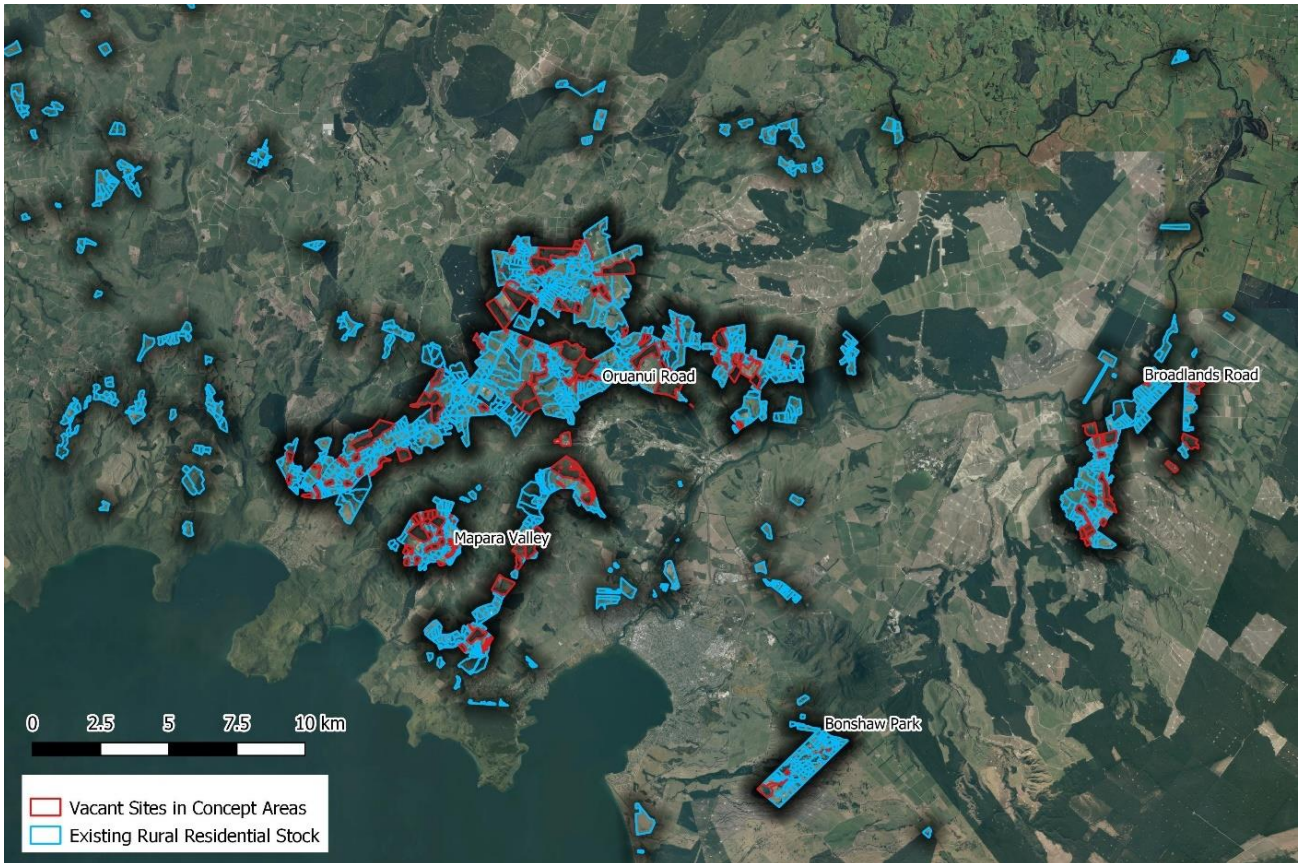 Oruanui Road
Broadlands Road
Mapara Valley
Bonshaw Park
0 2.5 5 7.5 10 km
Vacant Sites in Concept Areas
Existing Rural Residential Stock